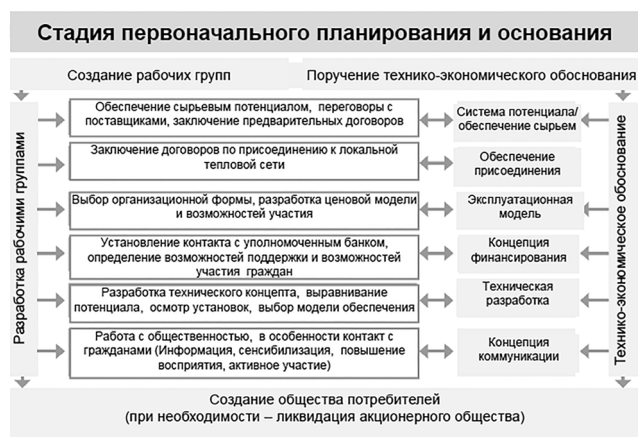 Стадия первоначального планирования и основания
Создание рабочих групп
Поручение технико-экономического обоснования
Разработка рабочими группами
Обеспечение сырьевым потенциалом, переговоры с
поставщиками, заключение предварительных договоров
Система потенциала/
обеспечение сырьем
Заключение договоров по присоединению к локальной
тепловой сети
Обеспечение
присоединения
Выбор организационной формы, разработка ценовой модели
и возможностей участия
Эксплуатационная
модель
Установление контакта с уполномоченным банком,
определение возможностей поддержки и возможностей
участия граждан
Концепция
финансирования
Разработка технического концепта, выравнивание
потенциала, осмотр установок, выбор модели обеспечения
Техническая
разработка
Работа с общественностью, в особенности контакт с
гражданами (Информация, сенсибилизация, повышение
восприятия, активное участие)
Концепция
коммуникации
Технико-экономическое обоснование
Создание общества потребителей
(при необходимости – ликвидация акционерного общества)